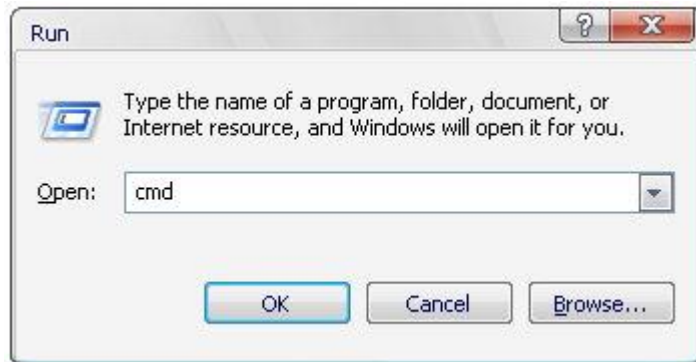 Run
Type the name of a program, folder, document, or
Internet resource, and Windows will open it for you.
Open: cmd
OK Cancel Browse...